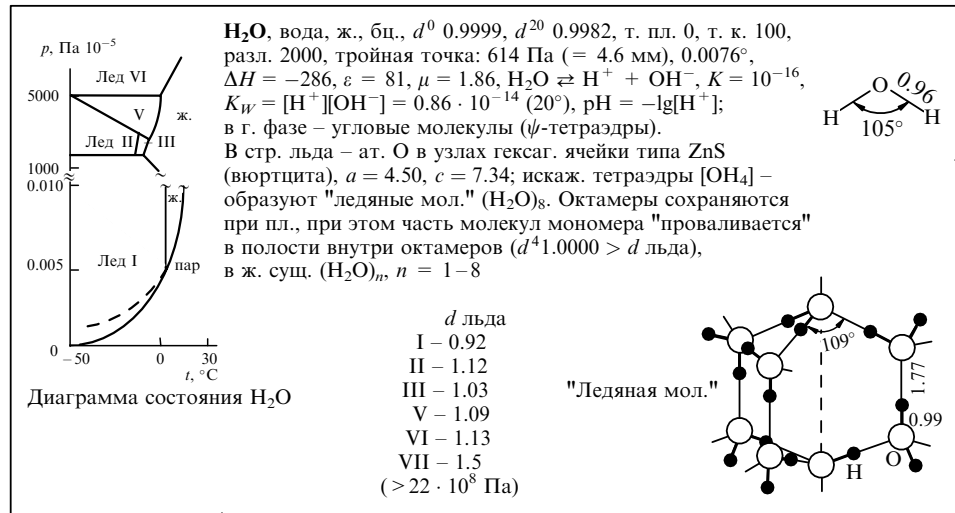 H₂O, вода, ж., бц., d⁰ 0.9999, d²⁰ 0.9982, т. пл. 0, т. к. 100,
разл. 2000, тройная точка: 614 Па (= 4.6 мм), 0.0076°,
ΔH = −286, ε = 81, μ = 1.86, H₂O ⇄ H⁺ + OH⁻, K = 10⁻¹⁶,
K_W = [H⁺][OH⁻] = 0.86 · 10⁻¹⁴ (20°), pH = −lg[H⁺];
в г. фазе – угловые молекулы (ψ-тетраэдры).
В стр. льда – ат. O в узлах гексаг. ячейки типа ZnS
(вюртцита), a = 4.50, c = 7.34; искаж. тетраэдры [OH₄] –
образуют "ледяные мол." (H₂O)₈. Октамеры сохраняются
при пл., при этом часть молекул мономера "проваливается"
в полости внутри октамеров (d⁴1.0000 > d льда),
в ж. сущ. (H₂O)ₙ, n = 1–8
p, Па 10⁻⁵
Лед VI
5000
V
ж.
Лед II
III
1000
0.010
ж.
Лед I
пар
0.005
0
−50
0
30
t, °C
Диаграмма состояния H₂O
O
0.96
H
H
105°
d льда
I – 0.92
II – 1.12
III – 1.03
V – 1.09
VI – 1.13
VII – 1.5
(>22 · 10⁸ Па)
"Ледяная мол."
109°
1.77
0.99
O
H